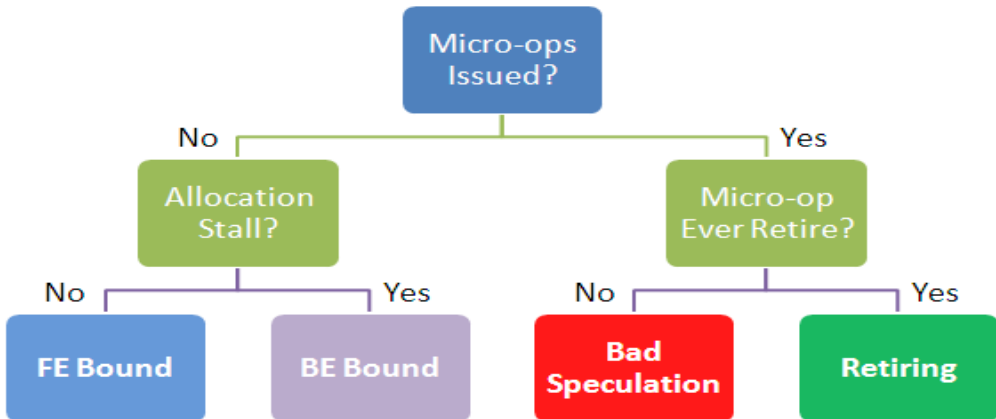 Micro-ops
Issued?
No
Yes
Allocation
Stall?
Micro-op
Ever Retire?
No
Yes
No
Yes
FE Bound
BE Bound
Bad
Speculation
Retiring